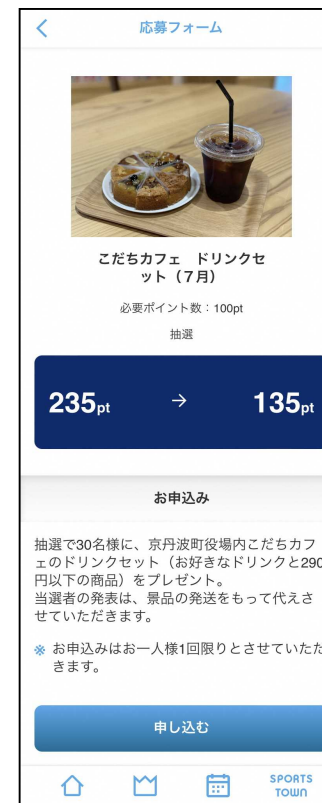 応募フォーム
こだちカフェ ドリンクセ
ット（7月）
必要ポイント数：100pt
抽選
235pt → 135pt
お申込み
抽選で30名様に、京丹波町役場内こだちカフ
ェのドリンクセット（お好きなドリンクと290
円以下の商品）をプレゼント。
当選者の発表は、景品の発送をもって代えさ
せていただきます。
※ お申込みはお一人様1回限りとさせていただ
きます。
申し込む
SPORTS
TOWN